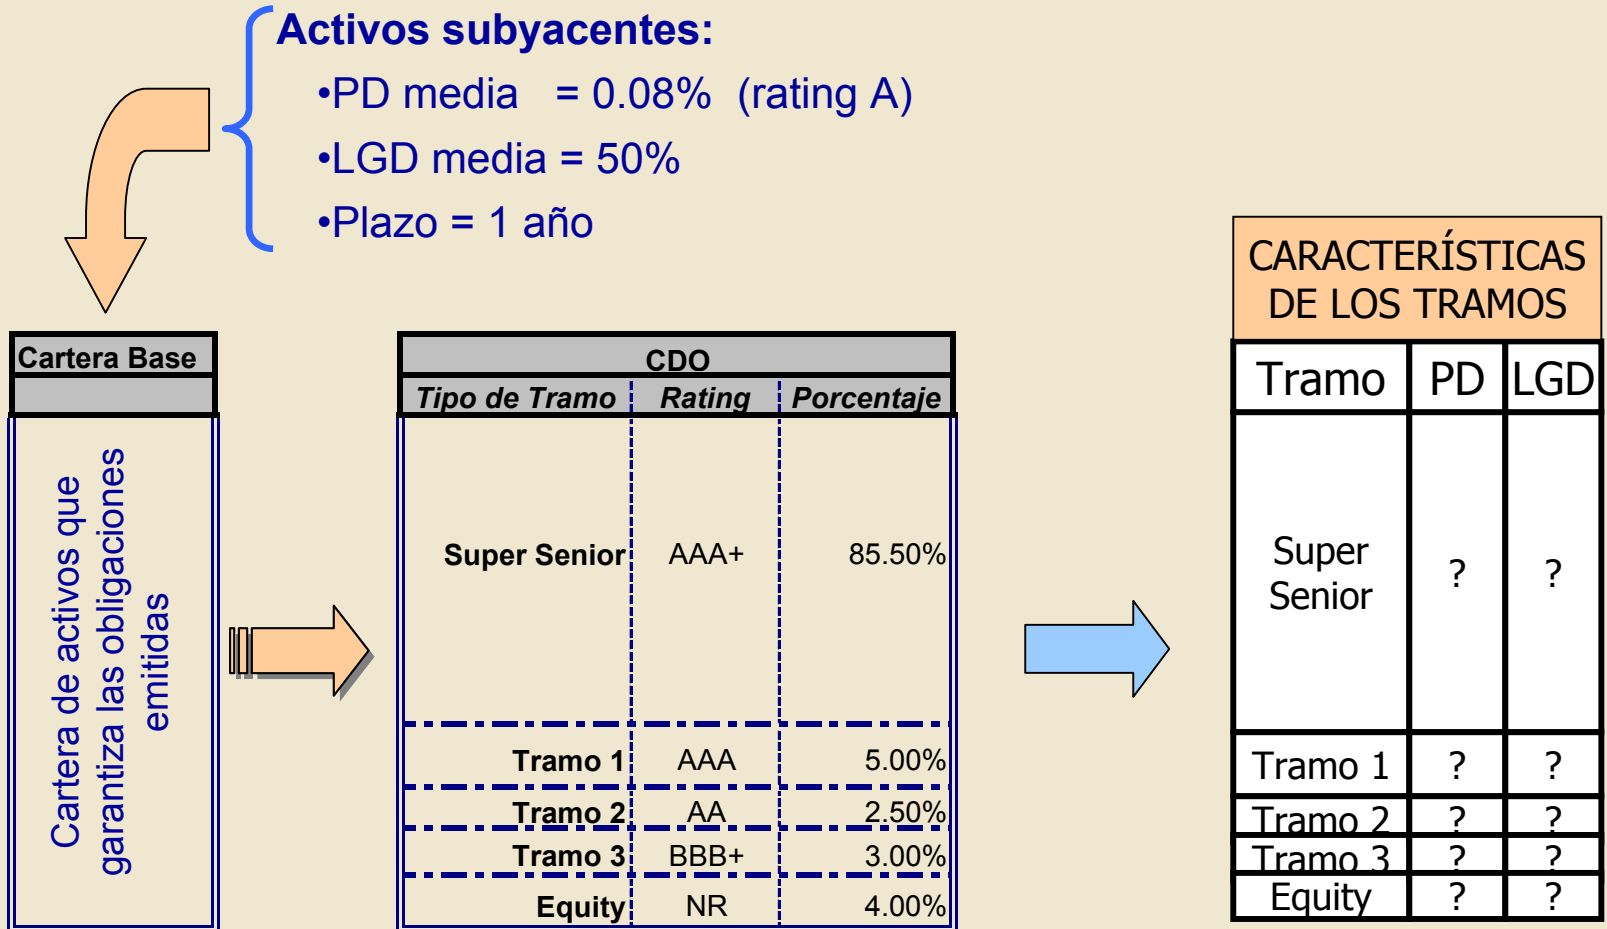 Activos subyacentes:
•PD media = 0.08% (rating A)
•LGD media = 50%
•Plazo = 1 año
Cartera Base
Cartera de activos que
garantiza las obligaciones
emitidas
CDO
Tipo de Tramo Rating Porcentaje
Super Senior AAA+ 85.50%
Tramo 1 AAA 5.00%
Tramo 2 AA 2.50%
Tramo 3 BBB+ 3.00%
Equity NR 4.00%
CARACTERÍSTICAS
DE LOS TRAMOS
Tramo PD LGD
Super
Senior ? ?
Tramo 1 ? ?
Tramo 2 ? ?
Tramo 3 ? ?
Equity ? ?